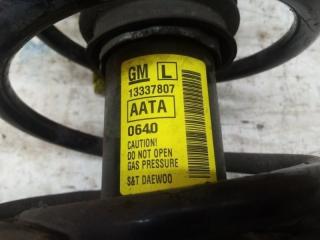 GM L
13337807
AATA
0640
CAUTION!
DO NOT OPEN
GAS PRESSURE
S&T DAEWOO